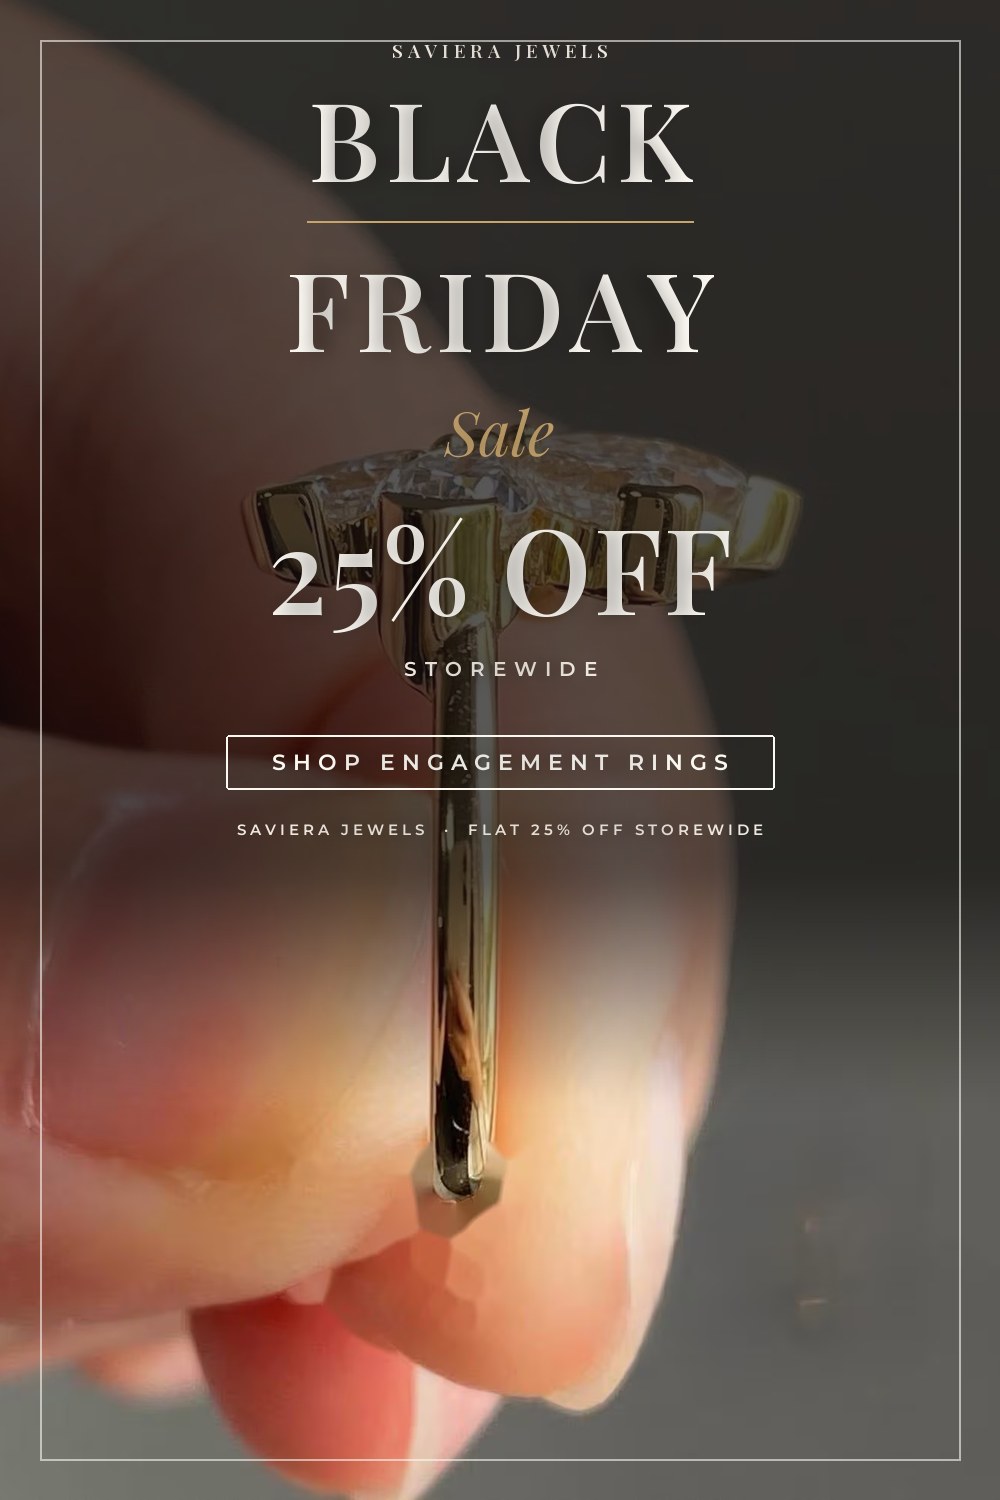 SAVIERA JEWELS
BLACK
FRIDAY
Sale
25% OFF
STOREWIDE
SHOP ENGAGEMENT RINGS
SAVIERA JEWELS · FLAT 25% OFF STOREWIDE